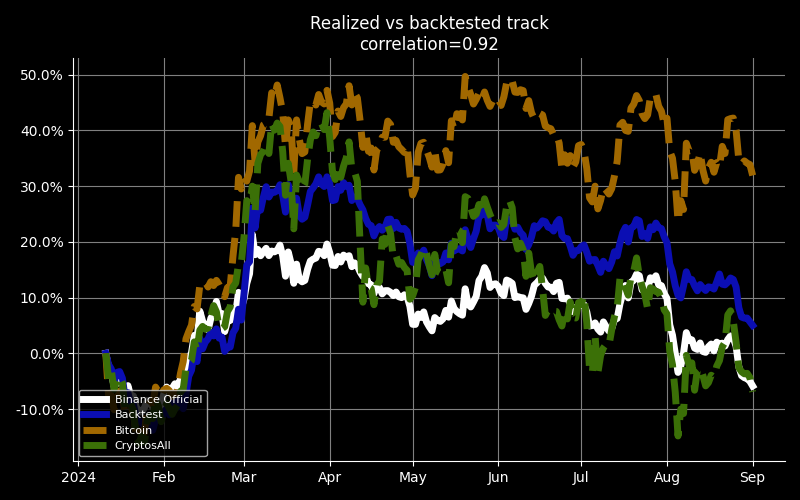 Realized vs backtested track
correlation=0.92
50.0%
40.0%
30.0%
20.0%
10.0%
0.0%
-10.0%
Binance Official
Backtest
Bitcoin
CryptosAll
2024 Feb Mar Apr May Jun Jul Aug Sep